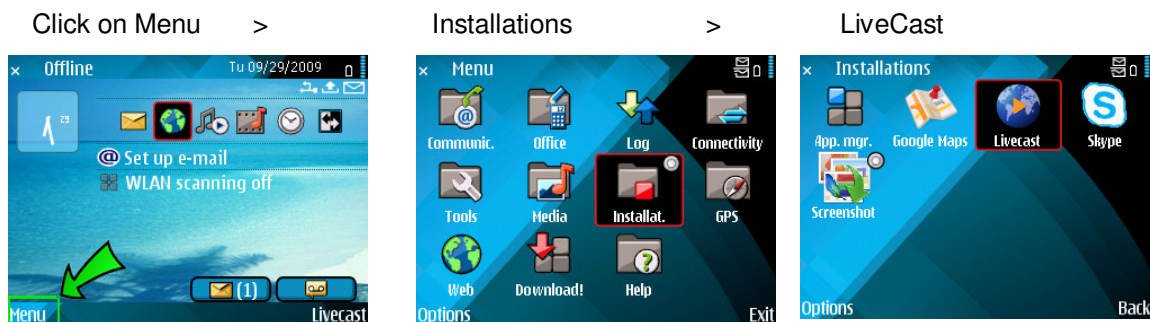 Click on Menu > Installations > LiveCast
× Offline Tu 09/29/2009
29
@ Set up e-mail
WLAN scanning off
(1)
Menu Livecast
× Menu
Communic. Office Log Connectivity
Tools Media Installat. GPS
Web Download! Help
Options Exit
× Installations
App. mgr. Google Maps Livecast Skype
Screenshot
Options Back